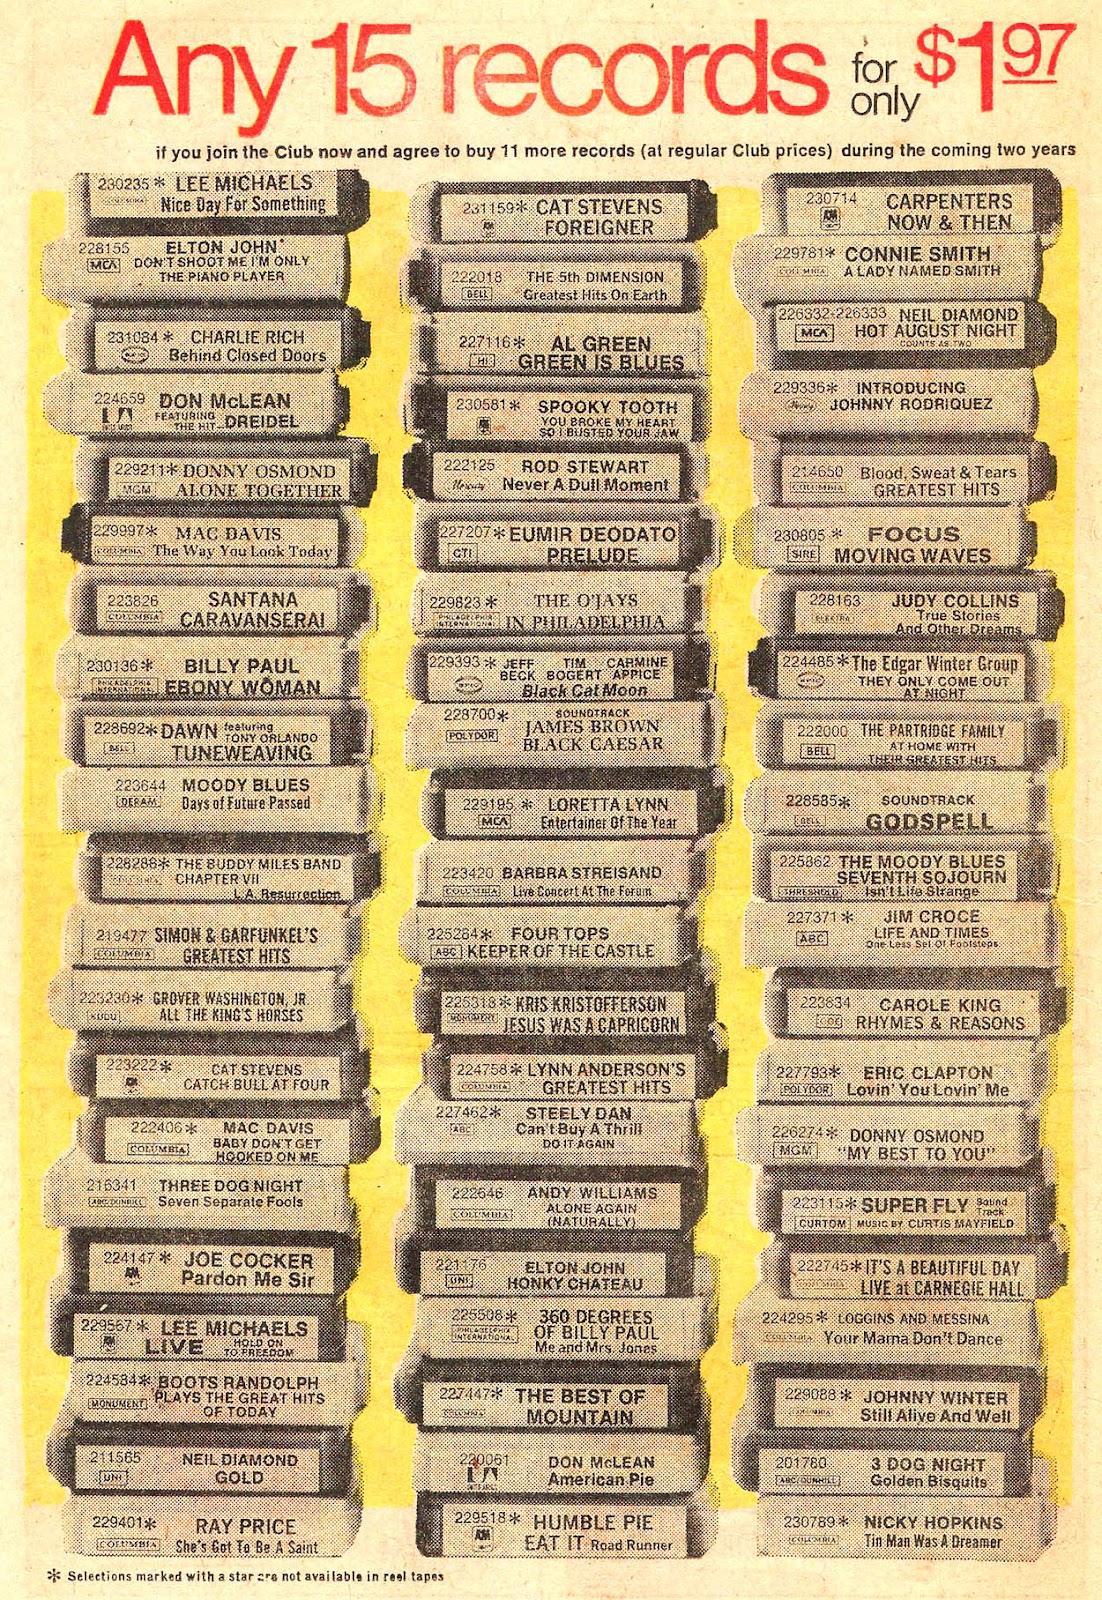 Any 15 records for only $1.97
if you join the Club now and agree to buy 11 more records (at regular Club prices) during the coming two years
230235* LEE MICHAELS
COLUMBIA Nice Day For Something
228155 ELTON JOHN
MCA DON'T SHOOT ME I'M ONLY
THE PIANO PLAYER
231084* CHARLIE RICH
Behind Closed Doors
224659 DON McLEAN
FEATURING
THE HIT DREIDEL
229211* DONNY OSMOND
MGM ALONE TOGETHER
229997* MAC DAVIS
COLUMBIA The Way You Look Today
223826 SANTANA
COLUMBIA CARAVANSERAI
230136* BILLY PAUL
PHILADELPHIA INTERNATIONAL EBONY WOMAN
228692* DAWN featuring
TONY ORLANDO
BELL TUNEWEAVING
223644 MOODY BLUES
DERAM Days of Future Passed
228288* THE BUDDY MILES BAND
COLUMBIA CHAPTER VII
L.A. Resurrection
219477 SIMON & GARFUNKEL'S
COLUMBIA GREATEST HITS
223230* GROVER WASHINGTON, JR.
KUDU ALL THE KING'S HORSES
223222* CAT STEVENS
A&M CATCH BULL AT FOUR
222406* MAC DAVIS
COLUMBIA BABY DON'T GET
HOOKED ON ME
216341 THREE DOG NIGHT
ABC/DUNHILL Seven Separate Fools
224147* JOE COCKER
A&M Pardon Me Sir
229567* LEE MICHAELS
A&M LIVE HOLD ON
TO FREEDOM
224584* BOOTS RANDOLPH
MONUMENT PLAYS THE GREAT HITS
OF TODAY
211565 NEIL DIAMOND
UNI GOLD
229401* RAY PRICE
COLUMBIA She's Got To Be A Saint
231159* CAT STEVENS
A&M FOREIGNER
222018 THE 5th DIMENSION
BELL Greatest Hits On Earth
227116* AL GREEN
HI GREEN IS BLUES
230581* SPOOKY TOOTH
A&M YOU BROKE MY HEART
SO I BUSTED YOUR JAW
222125 ROD STEWART
Mercury Never A Dull Moment
227207* EUMIR DEODATO
CTI PRELUDE
229823* THE O'JAYS
PHILADELPHIA INTERNATIONAL IN PHILADELPHIA
229393* JEFF TIM CARMINE
BECK BOGERT APPICE
Black Cat Moon
228700* SOUNDTRACK
POLYDOR JAMES BROWN
BLACK CAESAR
229195* LORETTA LYNN
MCA Entertainer Of The Year
223420 BARBRA STREISAND
COLUMBIA Live Concert At The Forum
225284* FOUR TOPS
ABC KEEPER OF THE CASTLE
225318* KRIS KRISTOFFERSON
MONUMENT JESUS WAS A CAPRICORN
224758* LYNN ANDERSON'S
COLUMBIA GREATEST HITS
227462* STEELY DAN
ABC Can't Buy A Thrill
DO IT AGAIN
222646 ANDY WILLIAMS
COLUMBIA ALONE AGAIN
(NATURALLY)
221176 ELTON JOHN
UNI HONKY CHATEAU
225508* 360 DEGREES
PHILADELPHIA INTERNATIONAL OF BILLY PAUL
Me and Mrs. Jones
227447* THE BEST OF
COLUMBIA MOUNTAIN
220061 DON McLEAN
American Pie
229518* HUMBLE PIE
A&M EAT IT Road Runner
230714 CARPENTERS
A&M NOW & THEN
229781* CONNIE SMITH
COLUMBIA A LADY NAMED SMITH
226332-226333 NEIL DIAMOND
MCA HOT AUGUST NIGHT
COUNTS AS TWO
229336* INTRODUCING
Mercury JOHNNY RODRIQUEZ
214650 Blood, Sweat & Tears
COLUMBIA GREATEST HITS
230805* FOCUS
SIRE MOVING WAVES
228163 JUDY COLLINS
ELEKTRA True Stories
And Other Dreams
224485* The Edgar Winter Group
THEY ONLY COME OUT
AT NIGHT
222000 THE PARTRIDGE FAMILY
BELL AT HOME WITH
THEIR GREATEST HITS
228585* SOUNDTRACK
BELL GODSPELL
225862 THE MOODY BLUES
SEVENTH SOJOURN
THRESHOLD Isn't Life Strange
227371* JIM CROCE
ABC LIFE AND TIMES
One Less Set Of Footsteps
223834 CAROLE KING
ODE RHYMES & REASONS
227793* ERIC CLAPTON
POLYDOR Lovin' You Lovin' Me
226274* DONNY OSMOND
MGM "MY BEST TO YOU"
223115* SUPER FLY Sound
Track
CURTOM MUSIC BY CURTIS MAYFIELD
222745* IT'S A BEAUTIFUL DAY
COLUMBIA LIVE at CARNEGIE HALL
224295* LOGGINS AND MESSINA
COLUMBIA Your Mama Don't Dance
229088* JOHNNY WINTER
COLUMBIA Still Alive And Well
201780 3 DOG NIGHT
ABC/DUNHILL Golden Bisquits
230789* NICKY HOPKINS
COLUMBIA Tin Man Was A Dreamer
* Selections marked with a star are not available in reel tapes